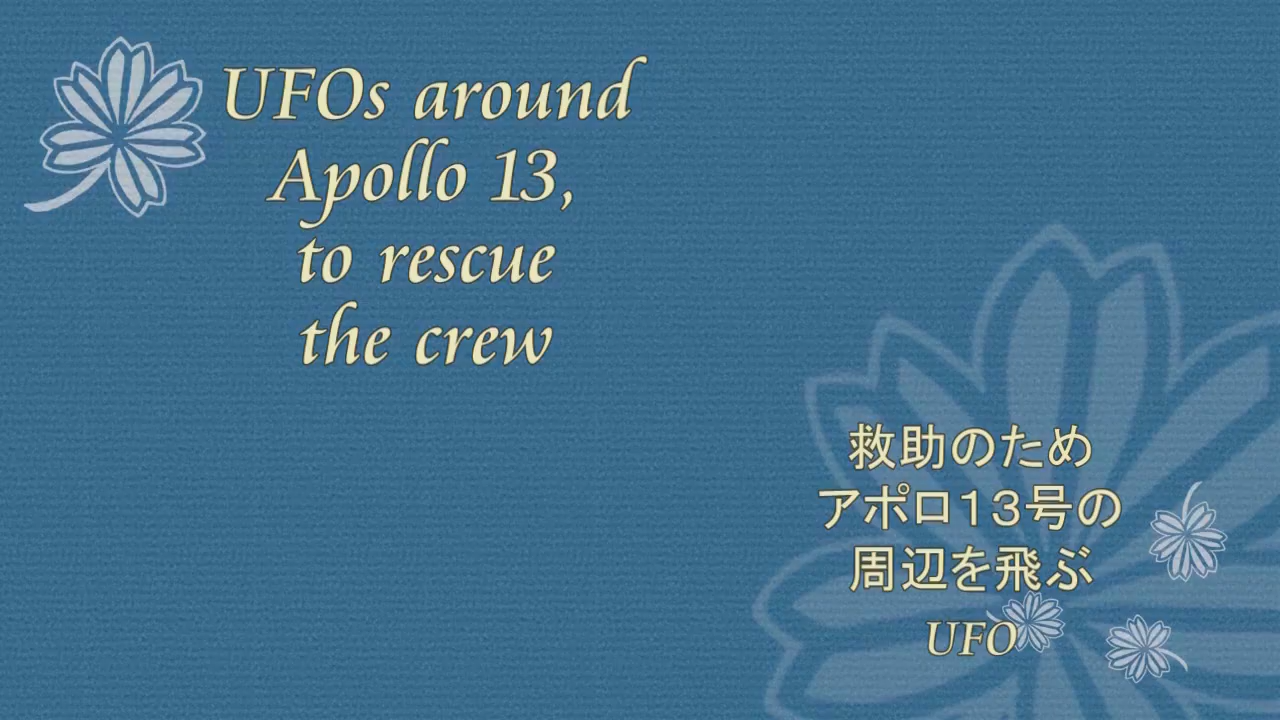 UFOs around
Apollo 13,
to rescue
the crew
救助のため
アポロ１３号の
周辺を飛ぶ
UFO